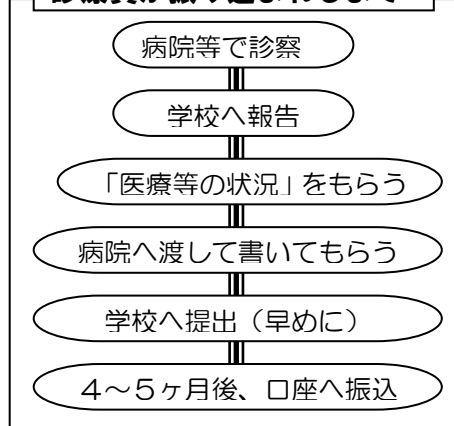 病院等で診察
学校へ報告
「医療等の状況」をもらう
病院へ渡して書いてもらう
学校へ提出（早めに）
４～５ヶ月後、口座へ振込